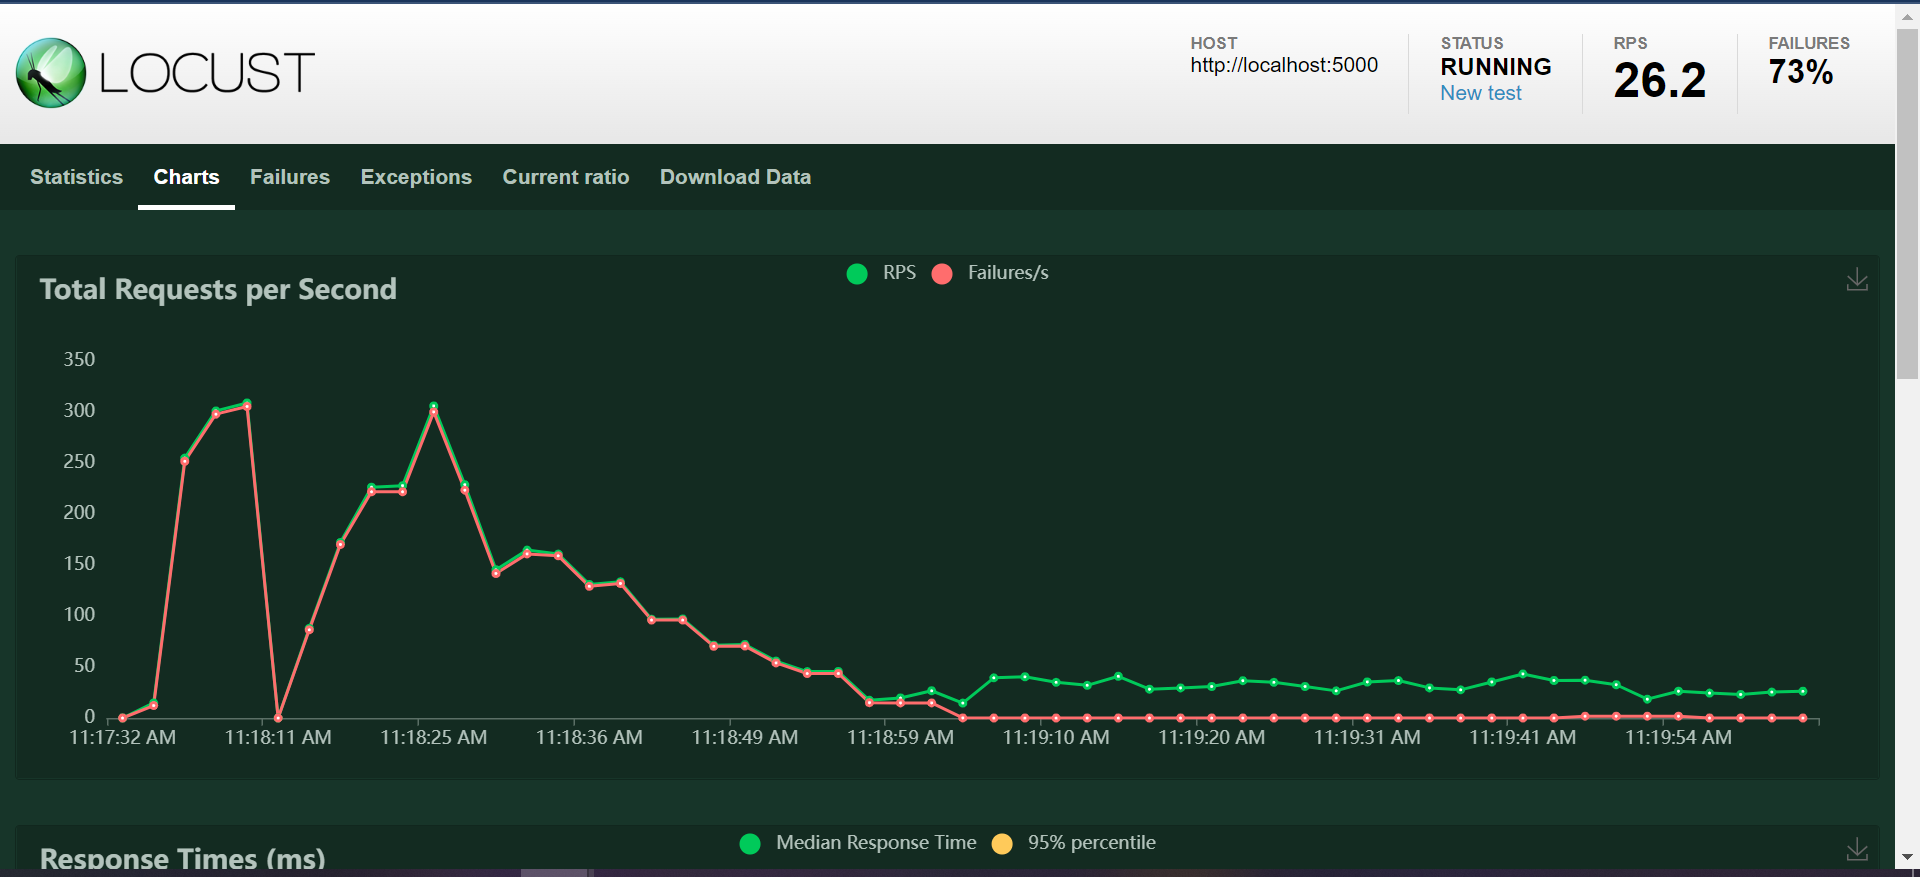 LOCUST
HOST
http://localhost:5000
STATUS
RUNNING
New test
RPS
26.2
FAILURES
73%
Statistics Charts Failures Exceptions Current ratio Download Data
Total Requests per Second
RPS Failures/s
350
300
250
200
150
100
50
0
11:17:32 AM 11:18:11 AM 11:18:25 AM 11:18:36 AM 11:18:49 AM 11:18:59 AM 11:19:10 AM 11:19:20 AM 11:19:31 AM 11:19:41 AM 11:19:54 AM
Response Times (ms)
Median Response Time 95% percentile